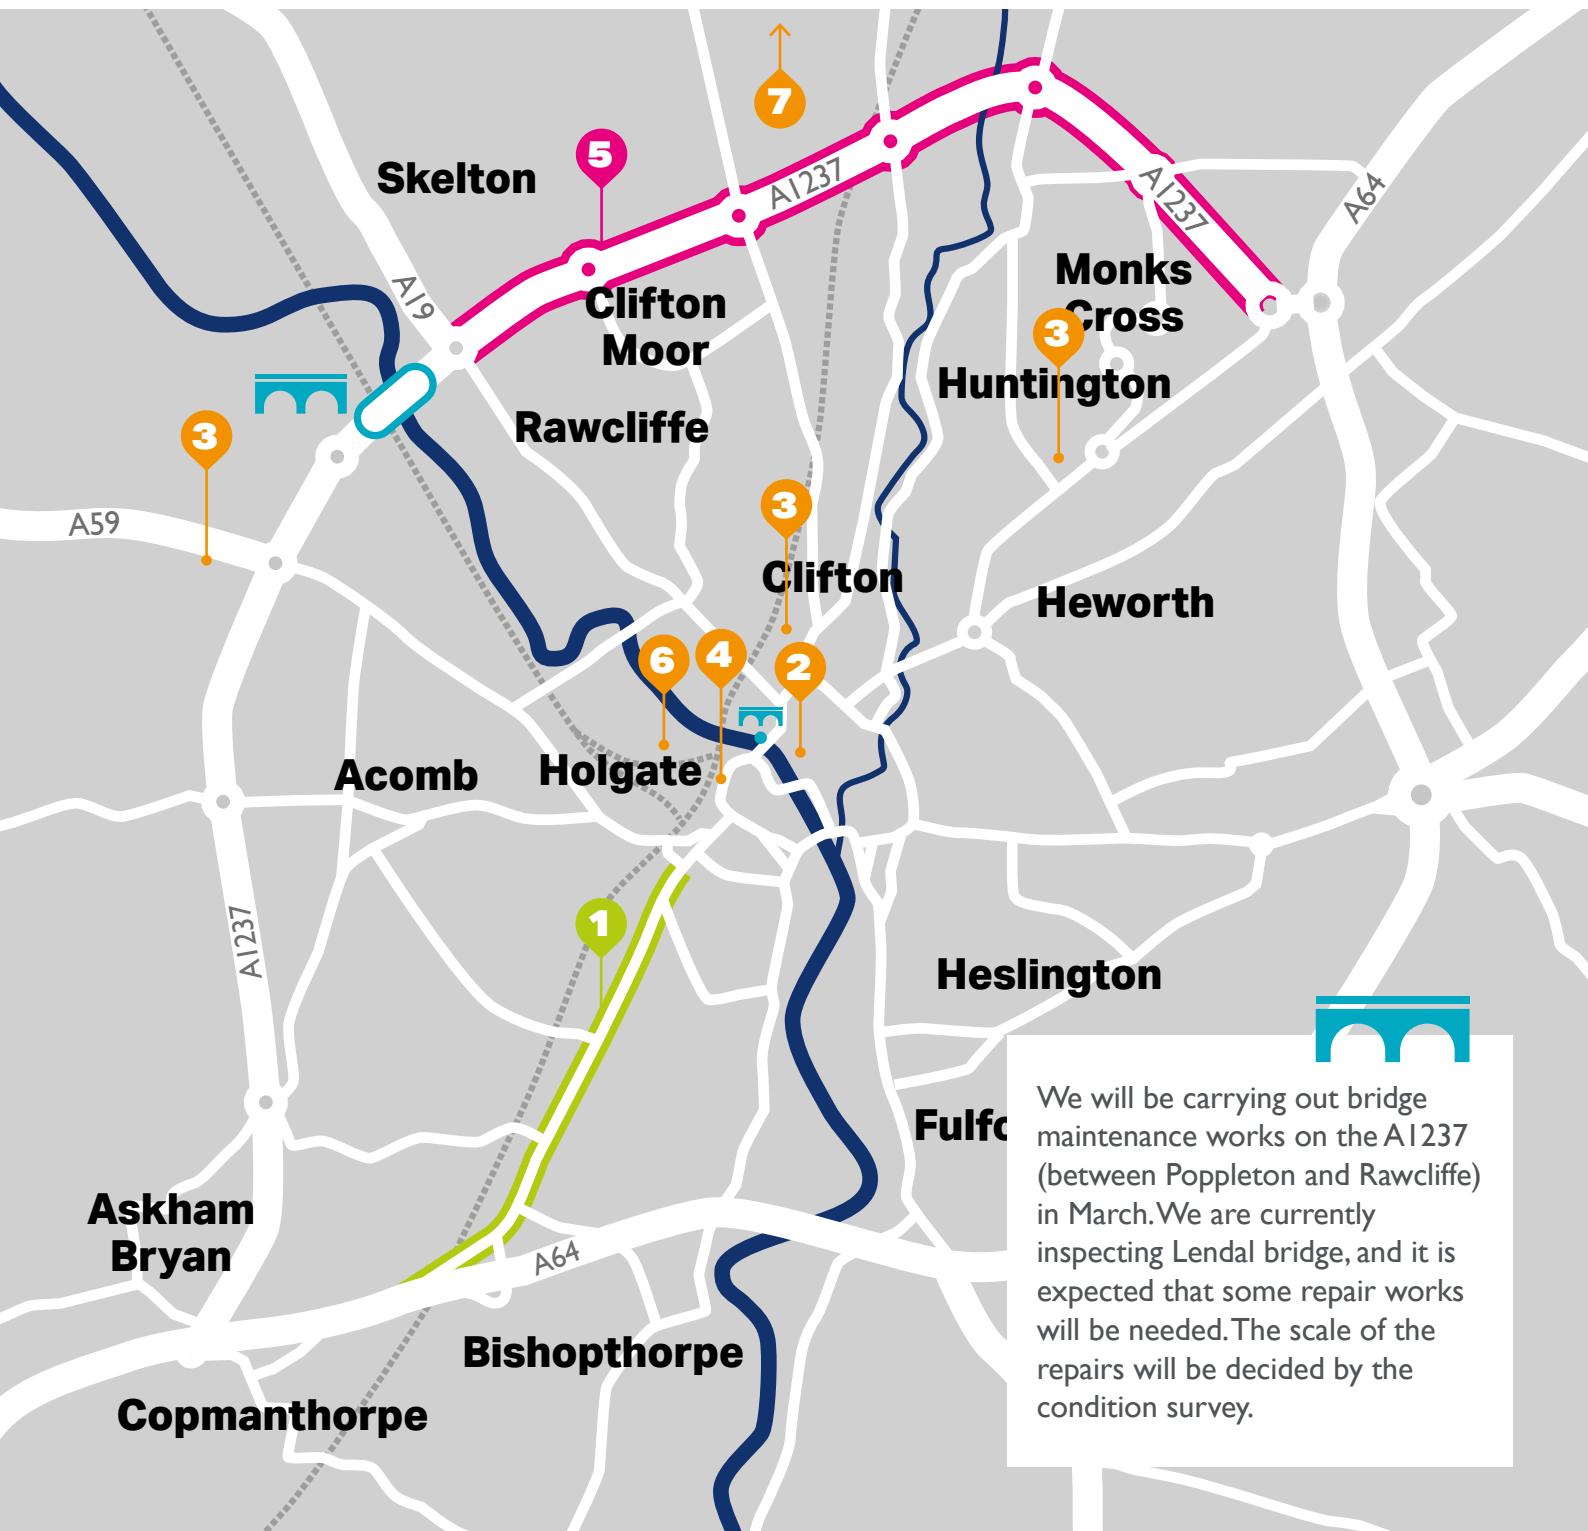 7
5
Skelton
A1237
A1237
A64
Monks
Cross
A19
Clifton
Moor
3
Huntington
3
Rawcliffe
3
A59
Clifton
Heworth
6
4
2
Acomb
Holgate
1
A1237
Heslington
Fulfo
We will be carrying out bridge
maintenance works on the A1237
(between Poppleton and Rawcliffe)
in March. We are currently
inspecting Lendal bridge, and it is
expected that some repair works
will be needed. The scale of the
repairs will be decided by the
condition survey.
Askham
Bryan
A64
Bishopthorpe
Copmanthorpe